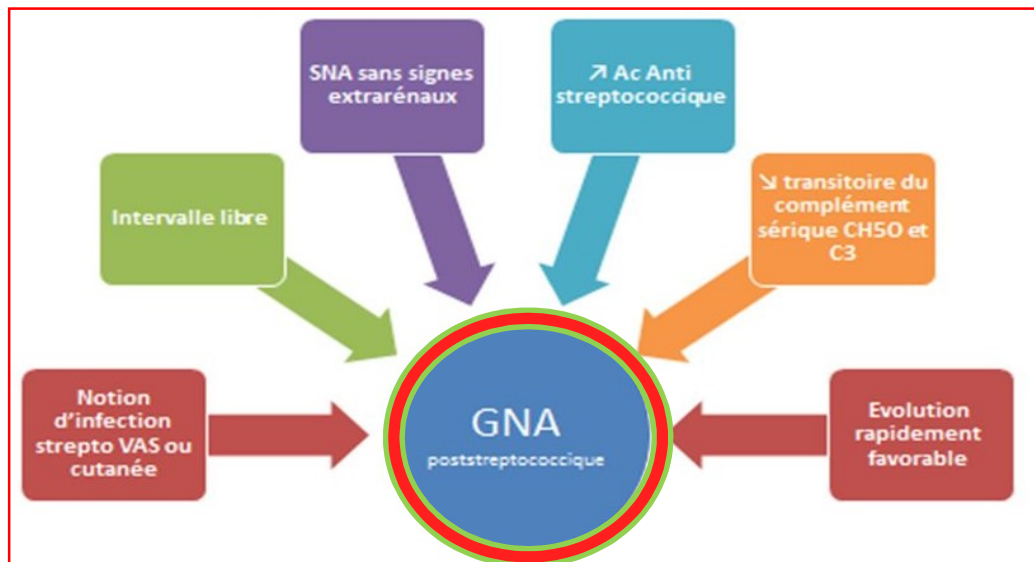 SNA sans signes
extrarénaux
↗ Ac Anti
streptococcique
Intervalle libre
↘ transitoire du
complément
sérique CH5O et
C3
Notion
d'infection
strepto VAS ou
cutanée
GNA
poststreptococcique
Evolution
rapidement
favorable